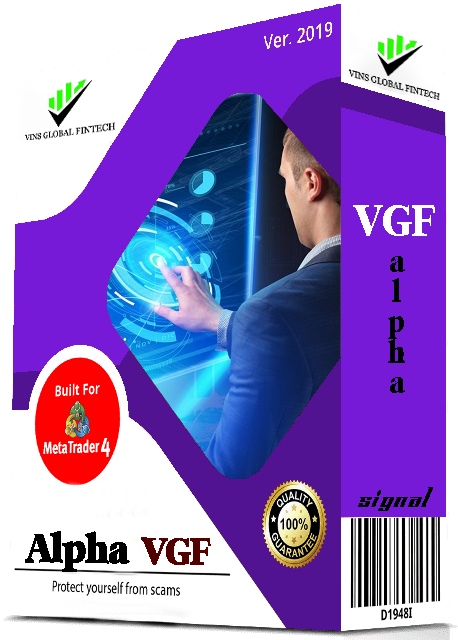 Ver. 2019
VINS GLOBAL FINTECH
VINS GLOBAL FINTECH
VGF
alpha
signal
Built For
MetaTrader 4
QUALITY
100%
GUARANTEE
Alpha VGF
Protect yourself from scams
D1948I